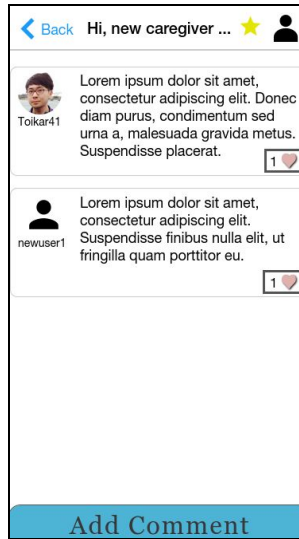 Back Hi, new caregiver ...
Lorem ipsum dolor sit amet,
consectetur adipiscing elit. Donec
diam purus, condimentum sed
urna a, malesuada gravida metus.
Suspendisse placerat.
Toikar41
1
Lorem ipsum dolor sit amet,
consectetur adipiscing elit.
Suspendisse finibus nulla elit, ut
fringilla quam porttitor eu.
newuser1
1
Add Comment